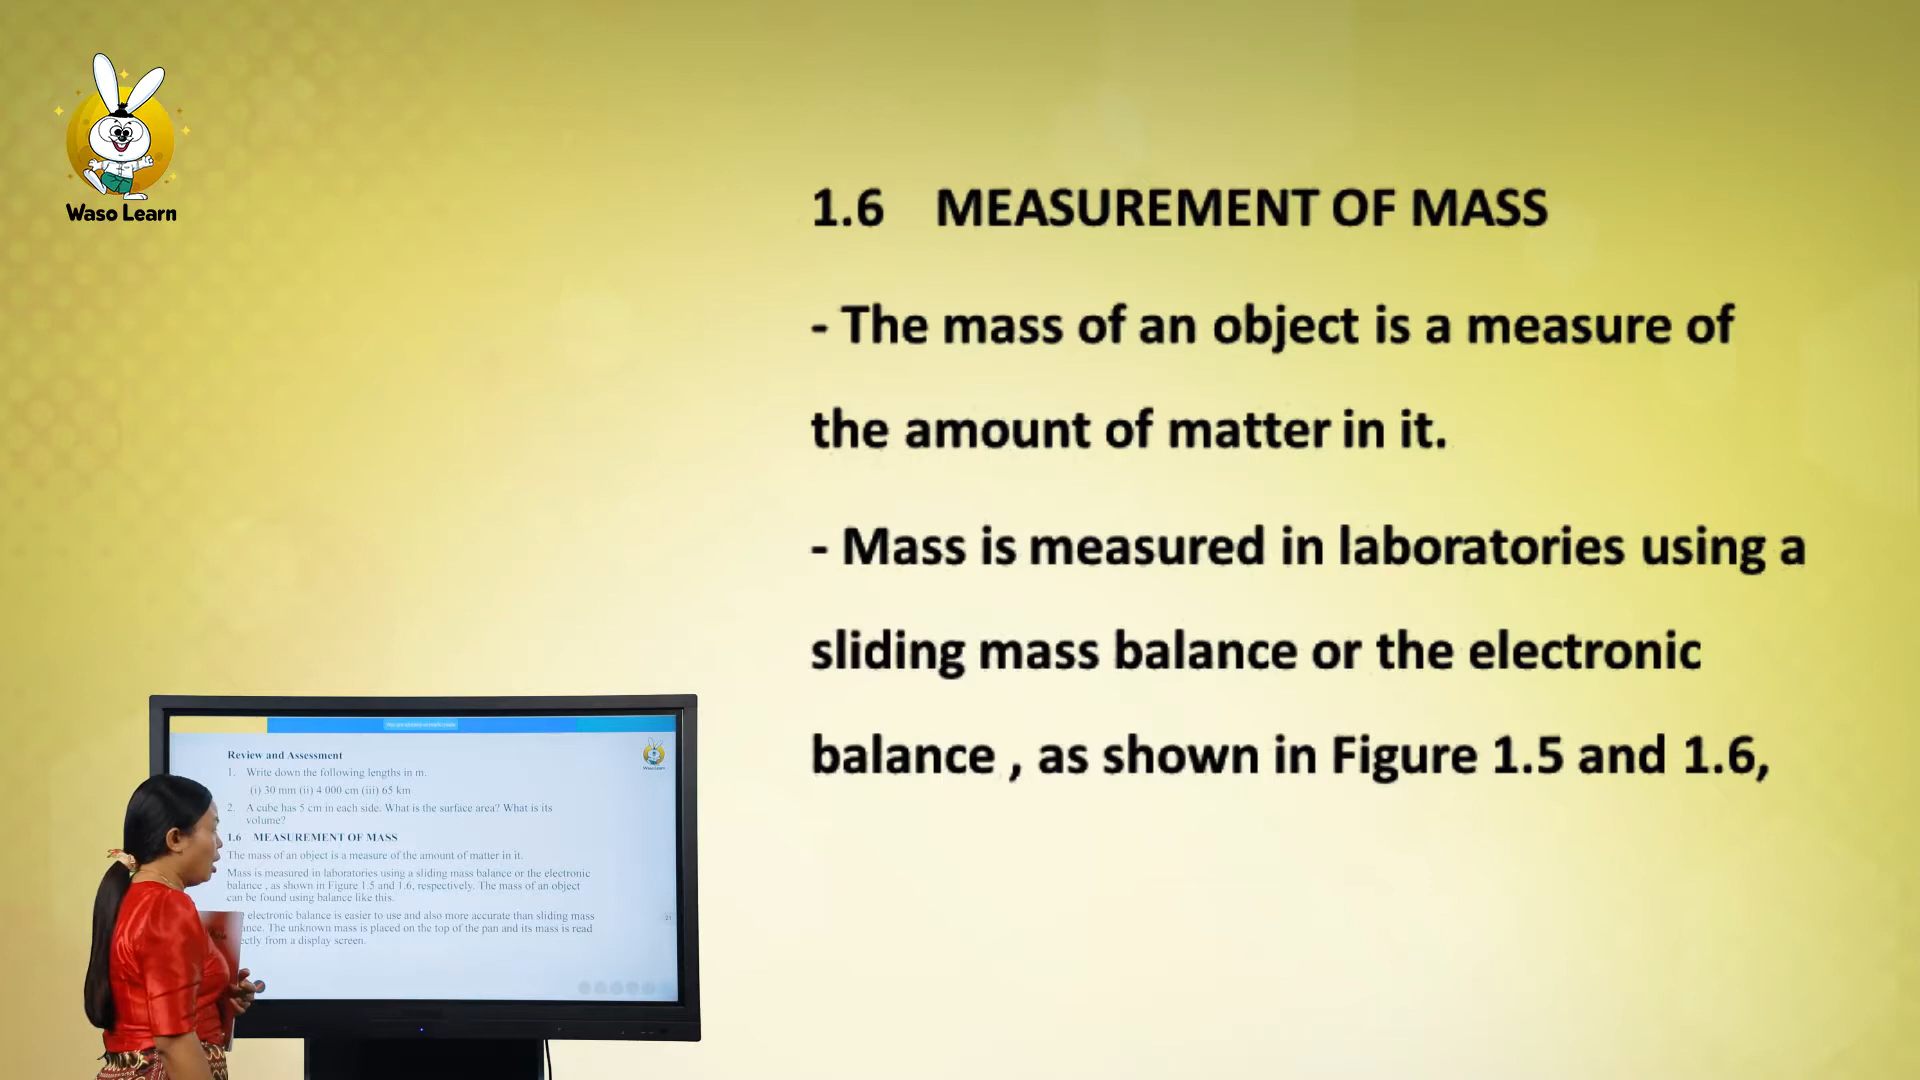 Waso Learn
1.6 MEASUREMENT OF MASS
- The mass of an object is a measure of
the amount of matter in it.
- Mass is measured in laboratories using a
sliding mass balance or the electronic
balance , as shown in Figure 1.5 and 1.6,
Review and Assessment
1. Write down the following lengths in m.
(i) 30 mm (ii) 4 000 cm (iii) 65 km
2. A cube has 5 cm in each side. What is the surface area? What is its
volume?
1.6 MEASUREMENT OF MASS
The mass of an object is a measure of the amount of matter in it.
Mass is measured in laboratories using a sliding mass balance or the electronic
balance , as shown in Figure 1.5 and 1.6, respectively. The mass of an object
can be found using balance like this.
electronic balance is easier to use and also more accurate than sliding mass
The unknown mass is placed on the top of the pan and its mass is read
from a display screen.
21